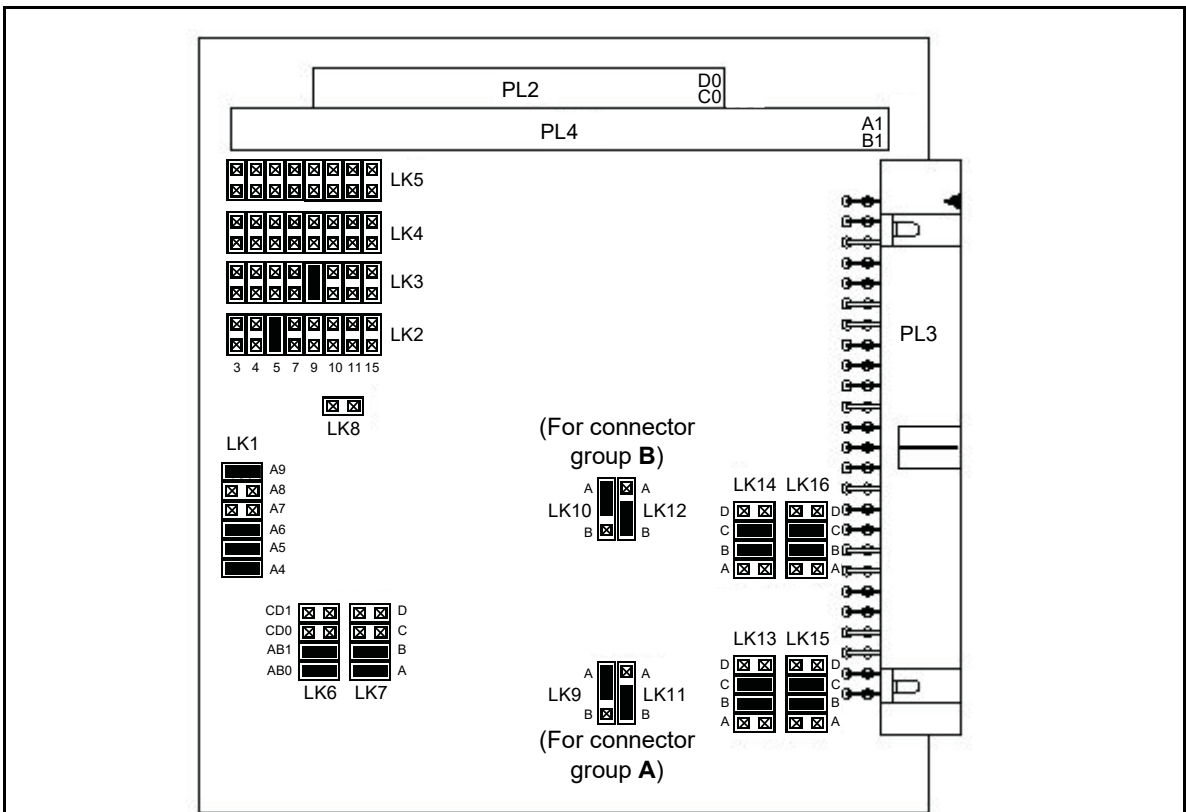 D0
PL2
C0
A1
PL4
B1
LK5
LK4
LK3
LK2
PL3
3 4 5 7 9 10 11 15
LK8
LK1
A9
A8
A7
A6
A5
A4
(For connector
group B)
A A
LK10 LK12
B B
LK14 LK16
D D
C C
B B
A A
CD1 D
CD0 C
AB1 B
AB0 A
LK6 LK7
A A
LK9 LK11
B B
(For connector
group A)
LK13 LK15
D D
C C
B B
A A